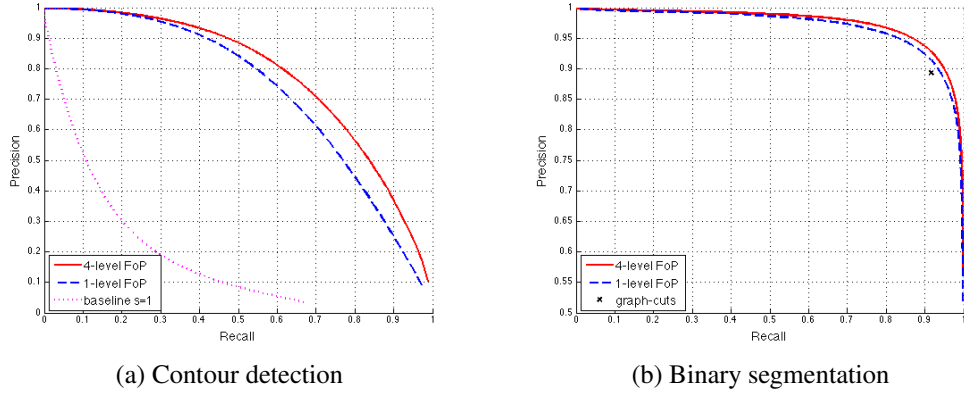 1
0.9
0.8
0.7
0.6
0.5
0.4
0.3
0.2
0.1
0
Precision
0 0.1 0.2 0.3 0.4 0.5 0.6 0.7 0.8 0.9 1
Recall
4-level FoP
1-level FoP
baseline s=1
(a) Contour detection
1
0.95
0.9
0.85
0.8
0.75
0.7
0.65
0.6
0.55
0.5
Precision
0 0.1 0.2 0.3 0.4 0.5 0.6 0.7 0.8 0.9 1
Recall
4-level FoP
1-level FoP
graph-cuts
(b) Binary segmentation